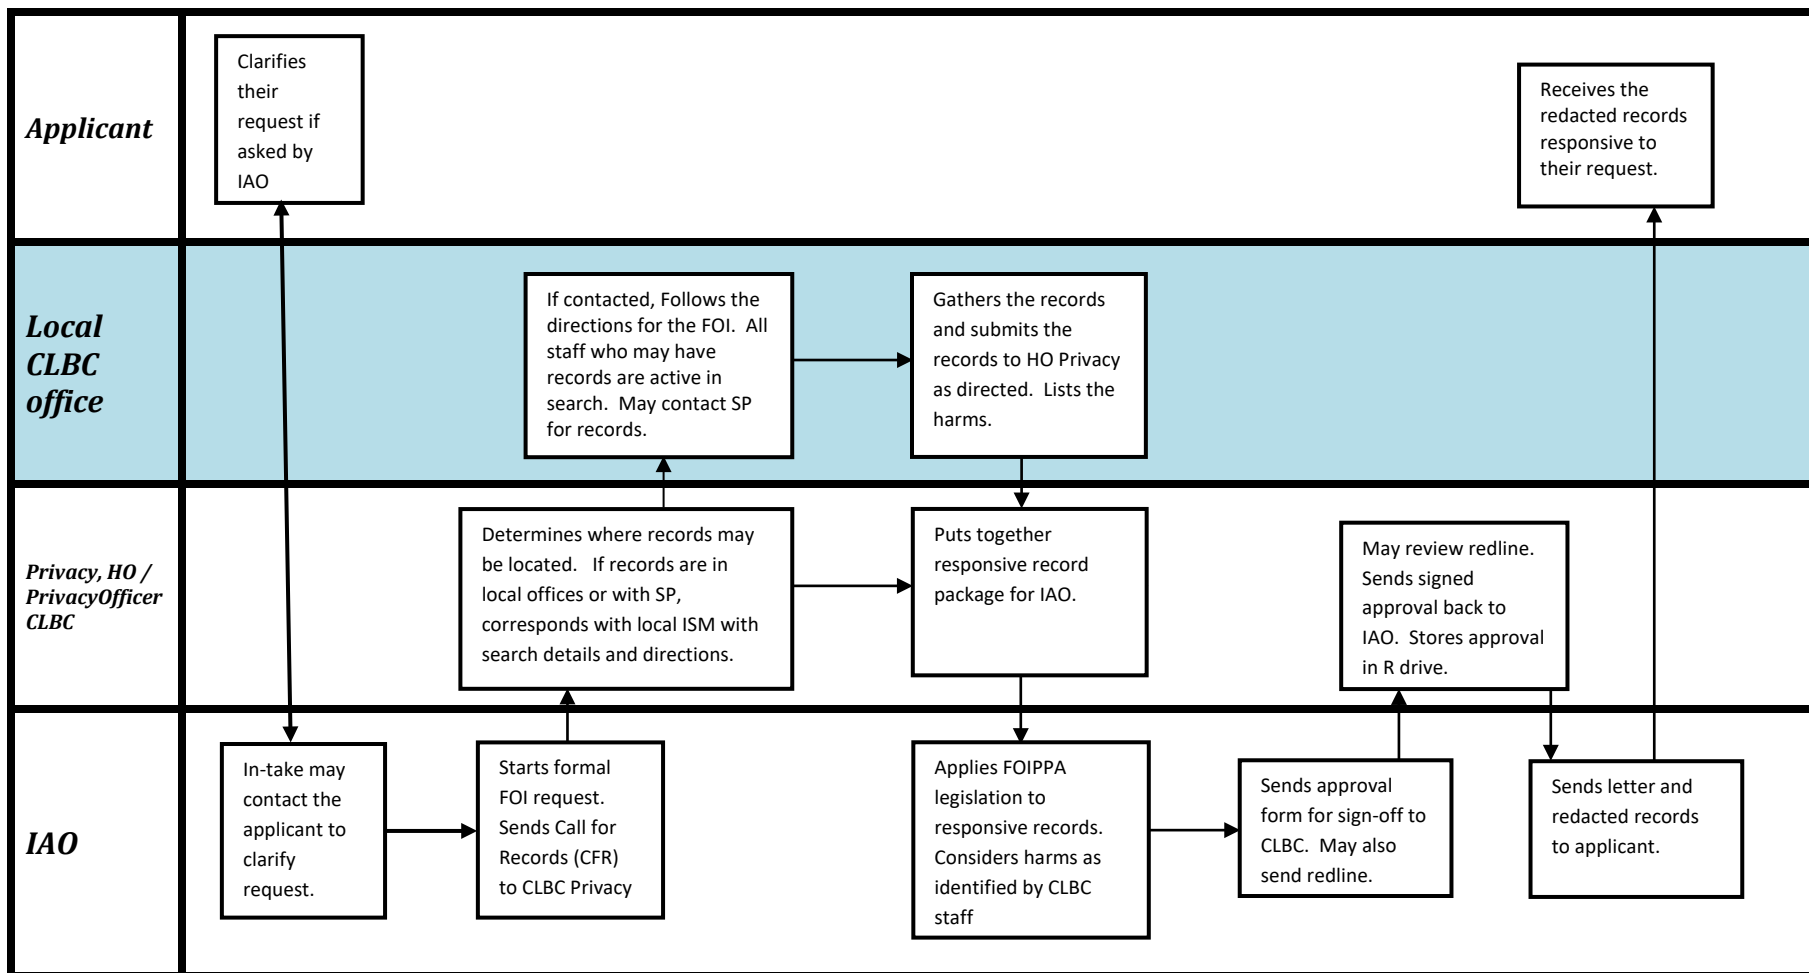 Applicant
Clarifies
their
request if
asked by
IAO
Receives the
redacted records
responsive to
their request.
Local
CLBC
office
If contacted, Follows the
directions for the FOI.  All
staff who may have
records are active in
search.  May contact SP
for records.
Gathers the records
and submits the
records to HO Privacy
as directed.  Lists the
harms.
Privacy, HO /
PrivacyOfficer
CLBC
Determines where records may
be located.   If records are in
local offices or with SP,
corresponds with local ISM with
search details and directions.
Puts together
responsive record
package for IAO.
May review redline.
Sends signed
approval back to
IAO.  Stores approval
in R drive.
IAO
In-take may
contact the
applicant to
clarify
request.
Starts formal
FOI request.
Sends Call for
Records (CFR)
to CLBC Privacy
Applies FOIPPA
legislation to
responsive records.
Considers harms as
identified by CLBC
staff
Sends approval
form for sign-off to
CLBC.  May also
send redline.
Sends letter and
redacted records
to applicant.